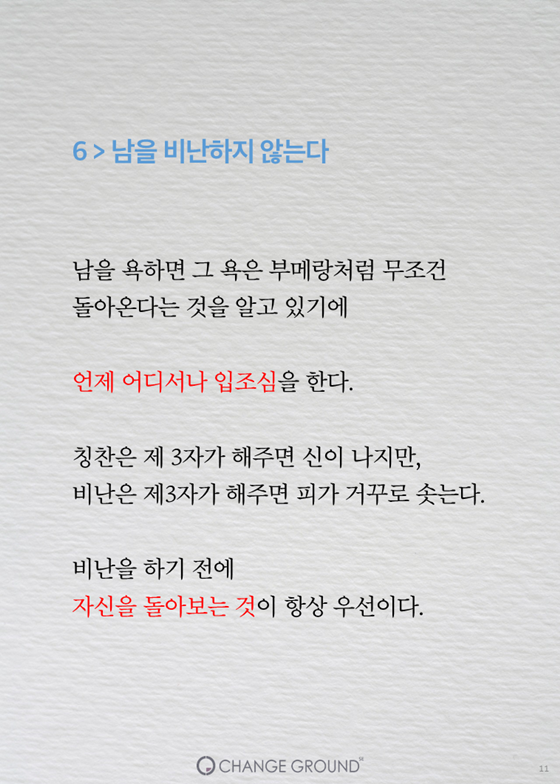 6 > 남을 비난하지 않는다
남을 욕하면 그 욕은 부메랑처럼 무조건
돌아온다는 것을 알고 있기에
언제 어디서나 입조심을 한다.
칭찬은 제 3자가 해주면 신이 나지만,
비난은 제3자가 해주면 피가 거꾸로 솟는다.
비난을 하기 전에
자신을 돌아보는 것이 항상 우선이다.
CHANGE GROUND
11